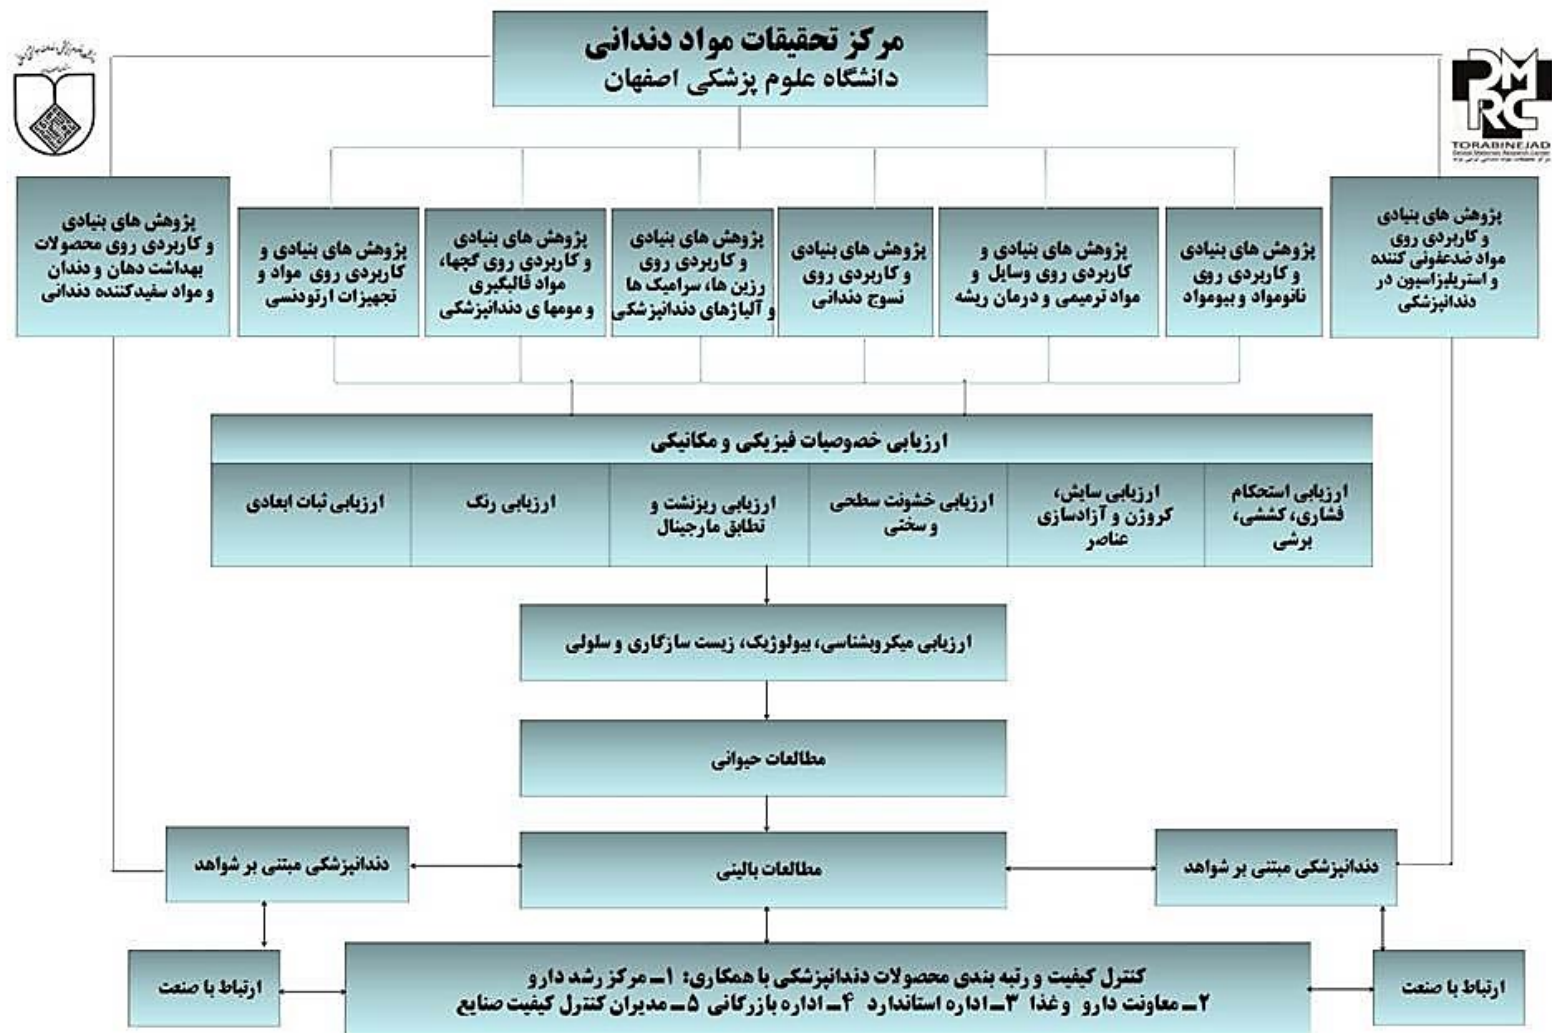 مرکز تحقیقات مواد دندانی
دانشگاه علوم پزشکی اصفهان
DM
RC
TORABINEJAD
Dental Materials Research Center
پژوهش های بنیادی
و کاربردی روی
مواد ضدعفونی کننده
و استریلیزاسیون در
دندانپزشکی
پژوهش های بنیادی
و کاربردی روی
نانومواد و بیومواد
پژوهش های بنیادی و
کاربردی روی وسایل و
مواد ترمیمی و درمان ریشه
پژوهش های بنیادی
و کاربردی روی
نسوج دندانی
پژوهش های بنیادی
و کاربردی روی
رزین ها، سرامیک ها
و آلیاژهای دندانپزشکی
پژوهش های بنیادی
و کاربردی روی گچها،
مواد قالبگیری
و مومها ی دندانپزشکی
پژوهش های بنیادی و
کاربردی روی مواد و
تجهیزات ارتودنسی
پژوهش های بنیادی
و کاربردی روی محصولات
بهداشت دهان و دندان
و مواد سفیدکننده دندانی
ارزیابی خصوصیات فیزیکی و مکانیکی
ارزیابی استحکام
فشاری، کششی،
برشی
ارزیابی سایش،
کروژن و آزادسازی
عناصر
ارزیابی خشونت سطحی
و سختی
ارزیابی ریزنشت و
تطابق مارجینال
ارزیابی رنگ
ارزیابی ثبات ابعادی
ارزیابی میکروبشناسی، بیولوژیک، زیست سازگاری و سلولی
مطالعات حیوانی
دندانپزشکی مبتنی بر شواهد
مطالعات بالینی
دندانپزشکی مبتنی بر شواهد
ارتباط با صنعت
کنترل کیفیت و رتبه بندی محصولات دندانپزشکی با همکاری: ۱ـ مرکز رشد دارو
۲ـ معاونت دارو و غذا ۳ـ اداره استاندارد ۴ـ اداره بازرگانی ۵ـ مدیران کنترل کیفیت صنایع
ارتباط با صنعت